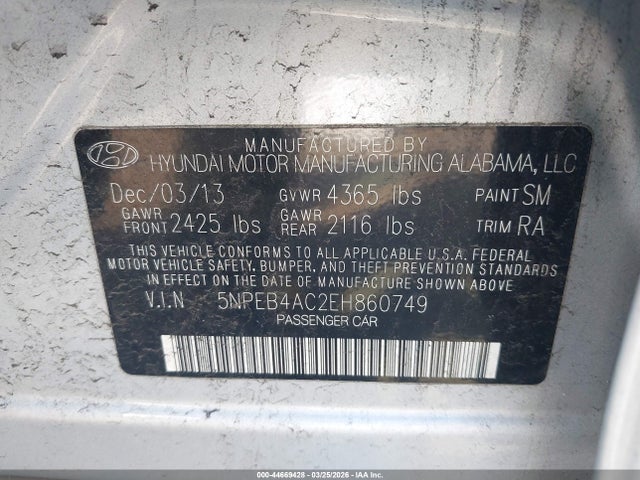 MANUFACTURED BY
HYUNDAI MOTOR MANUFACTURING ALABAMA, LLC
Dec/03/13 GVWR 4365 lbs PAINT SM
GAWR FRONT 2425 lbs GAWR REAR 2116 lbs TRIM RA
THIS VEHICLE CONFORMS TO ALL APPLICABLE U.S.A. FEDERAL
MOTOR VEHICLE SAFETY, BUMPER, AND THEFT PREVENTION STANDARDS
IN EFFECT ON THE DATE OF MANUFACTURE SHOWN ABOVE
V.I.N 5NPEB4AC2EH860749
PASSENGER CAR
000-44669428 - 03/25/2026 - IAAI.COM